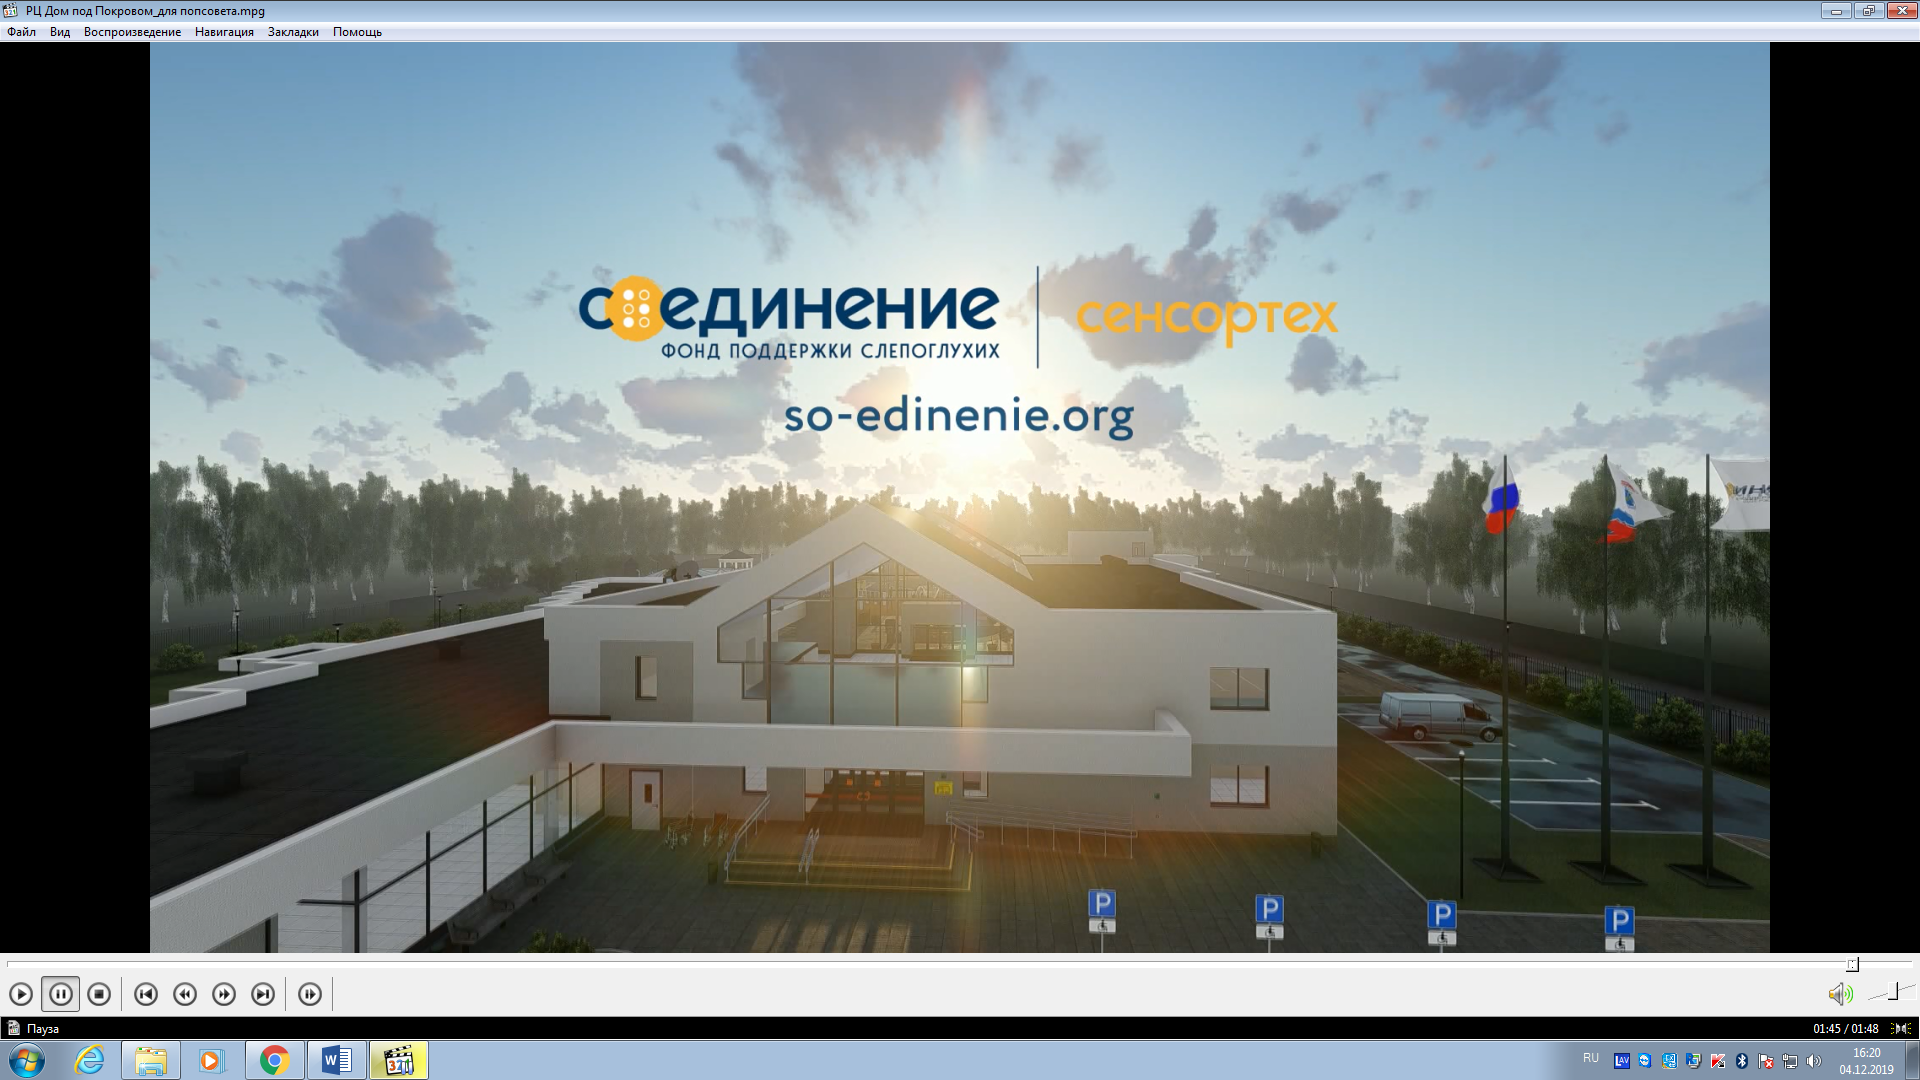 РЦ Дом под Покровом_для попсовета.mpg
Файл Вид Воспроизведение Навигация Закладки Помощь
соединение
сенсортех
ФОНД ПОДДЕРЖКИ СЛЕПОГЛУХИХ
so-edinenie.org
P
P
P
P
Пауза
01:45 / 01:48
RU
16:20
04.12.2019